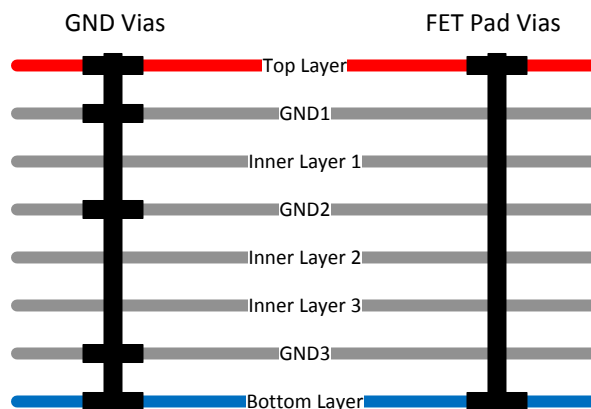 GND Vias
FET Pad Vias
Top Layer
GND1
Inner Layer 1
GND2
Inner Layer 2
Inner Layer 3
GND3
Bottom Layer